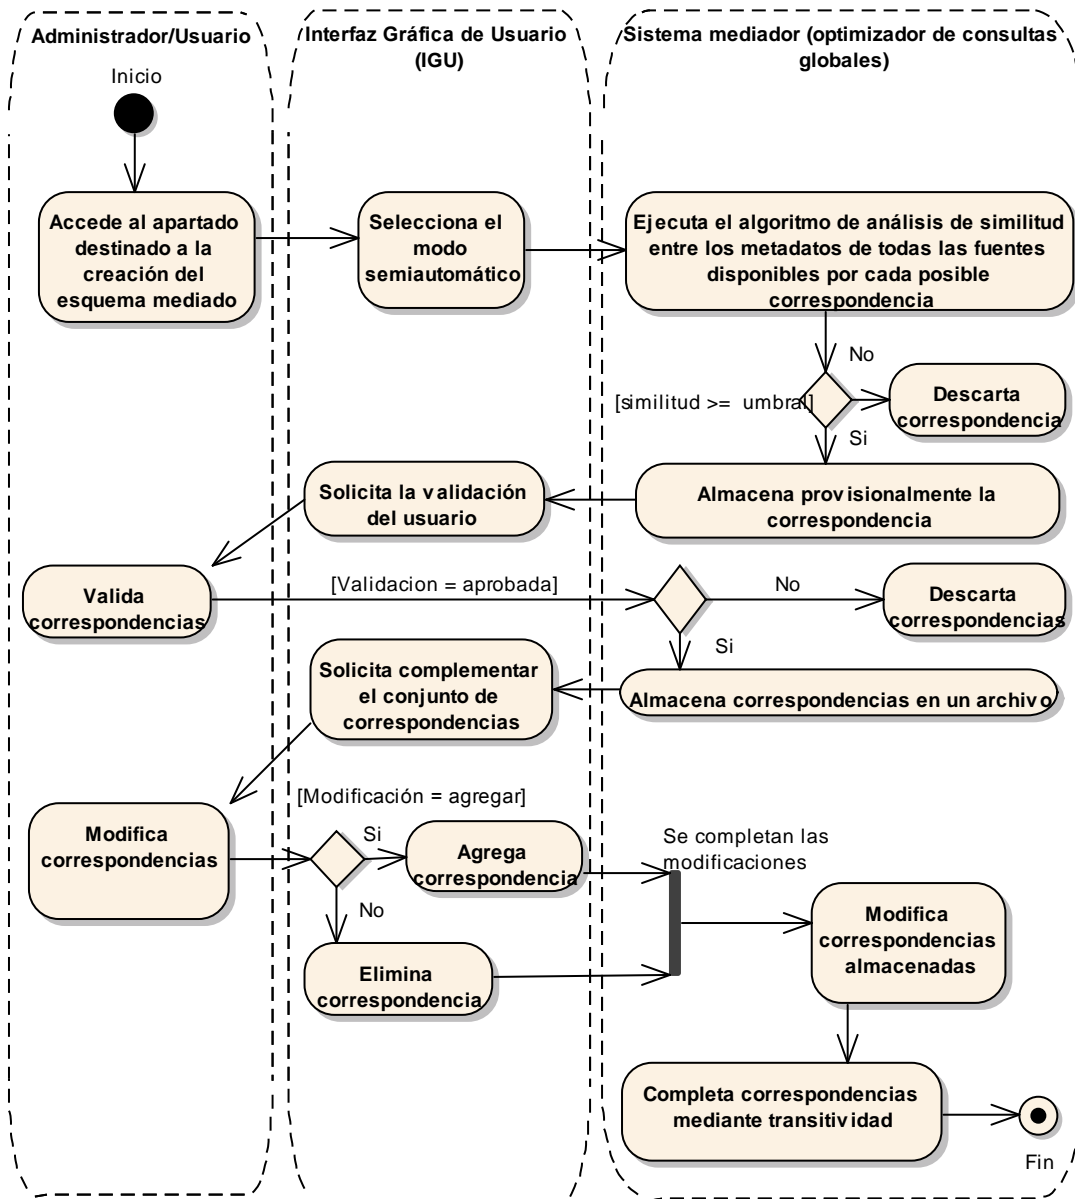 Administrador/Usuario
Interfaz Gráfica de Usuario
(IGU)
Sistema mediador (optimizador de consultas
globales)
Inicio
Accede al apartado
destinado a la
creación del
esquema mediado
Selecciona el
modo
semiautomático
Ejecuta el algoritmo de análisis de similitud
entre los metadatos de todas las fuentes
disponibles por cada posible
correspondencia
No
[similitud >= umbral]
Descarta
correspondencia
Si
Solicita la validación
del usuario
Almacena provisionalmente la
correspondencia
Valida
correspondencias
[Validacion = aprobada]
No
Descarta
correspondencias
Si
Solicita complementar
el conjunto de
correspondencias
Almacena correspondencias en un archivo
[Modificación = agregar]
Modifica
correspondencias
Si
Agrega
correspondencia
Se completan las
modificaciones
No
Elimina
correspondencia
Modifica
correspondencias
almacenadas
Completa correspondencias
mediante transitividad
Fin